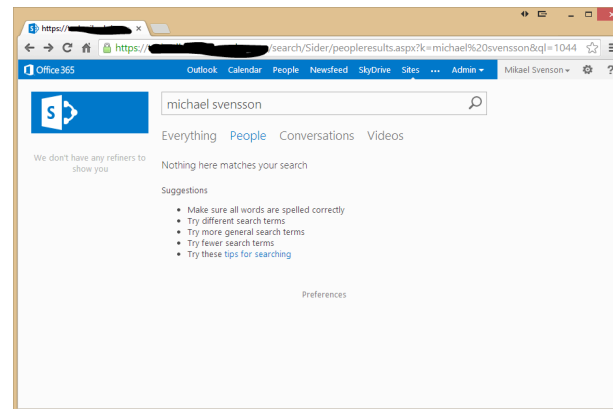 https://
https://
/search/Sider/peopleresults.aspx?k=michael%20svensson&ql=1044
Office 365
Outlook Calendar People Newsfeed SkyDrive Sites ... Admin Mikael Svenson ?
S
michael svensson
Everything People Conversations Videos
We don't have any refiners to
show you
Nothing here matches your search
Suggestions
Make sure all words are spelled correctly
Try different search terms
Try more general search terms
Try fewer search terms
Try these tips for searching
Preferences